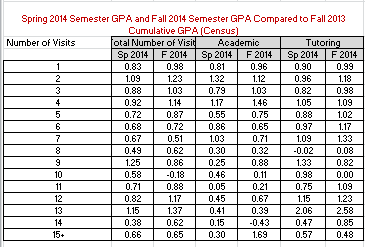 Spring 2014 Semester GPA and Fall 2014 Semester GPA Compared to Fall 2013
Cumulative GPA (Census)
Number of Visits otal Number of Visit Academic Tutoring
Sp 2014 F 2014 Sp 2014 F 2014 Sp 2014 F 2014
1 0.83 0.98 0.81 0.96 0.90 0.99
2 1.09 1.23 1.32 1.12 0.96 1.18
3 0.88 1.03 0.79 1.03 0.82 0.98
4 0.92 1.14 1.17 1.46 1.05 1.09
5 0.72 0.87 0.55 0.75 0.88 1.02
6 0.68 0.72 0.86 0.65 0.97 1.17
7 0.67 0.51 1.03 0.71 1.09 1.33
8 0.49 0.62 0.30 0.32 -0.02 0.08
9 1.25 0.86 0.25 0.88 1.33 0.82
10 0.58 -0.18 0.46 0.11 0.98 0.00
11 0.71 0.88 0.05 0.21 0.75 1.09
12 0.82 1.17 0.45 0.67 1.15 1.23
13 1.15 1.37 0.41 0.39 2.06 2.58
14 0.38 0.62 0.15 -0.43 0.47 0.85
15+ 0.66 0.65 0.30 1.69 0.57 0.48